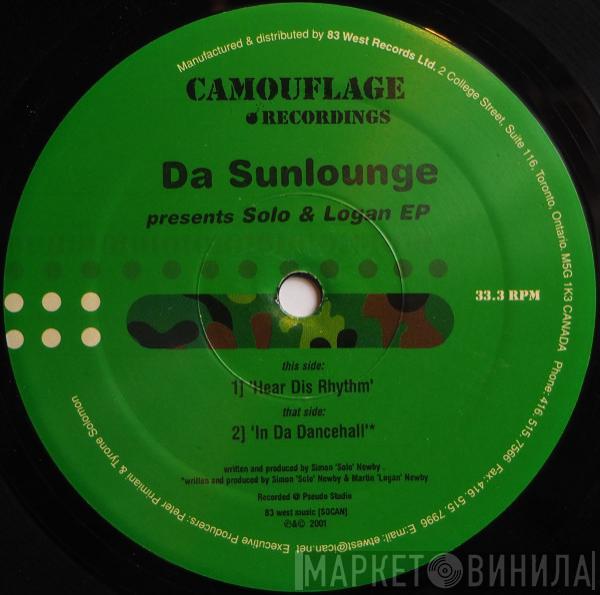 Manufactured & distributed by 83 West Records Ltd. 2 College Street, Suite 116, Toronto, Ontario. M5G 1K3 CANADA Phone: 416. 515. 7566 Fax: 416. 515. 7996 E:mail: etwest@ican.net Executive Producers: Peter Primiani & Tyrone Solomon
CAMOUFLAGE
RECORDINGS
Da Sunlounge
presents Solo & Logan EP
33.3 RPM
this side:
1] 'Hear Dis Rhythm'
that side:
2] 'In Da Dancehall'*
written and produced by Simon 'Solo' Newby .
*written and produced by Simon 'Solo' Newby & Martin 'Logan' Newby
Recorded @ Pseudo Studio
83 west music [SOCAN]
℗&© 2001
МАРКЕТ ВИНИЛА